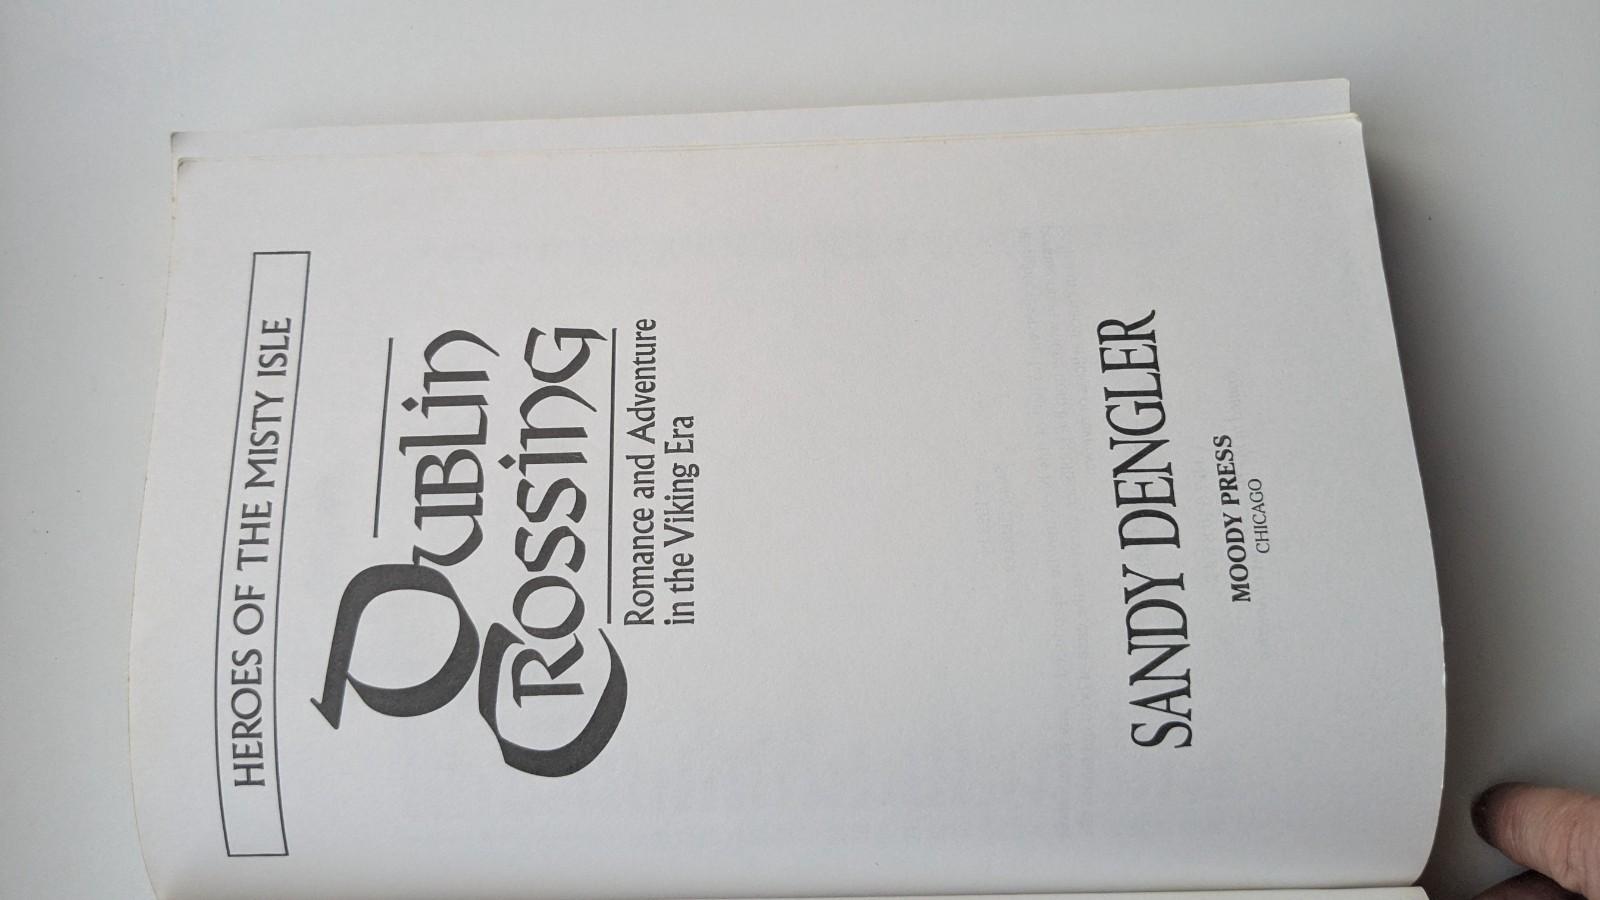 HEROES OF THE MISTY ISLE
Dublin
Crossing
Romance and Adventure
in the Viking Era
SANDY DENGLER
MOODY PRESS
CHICAGO